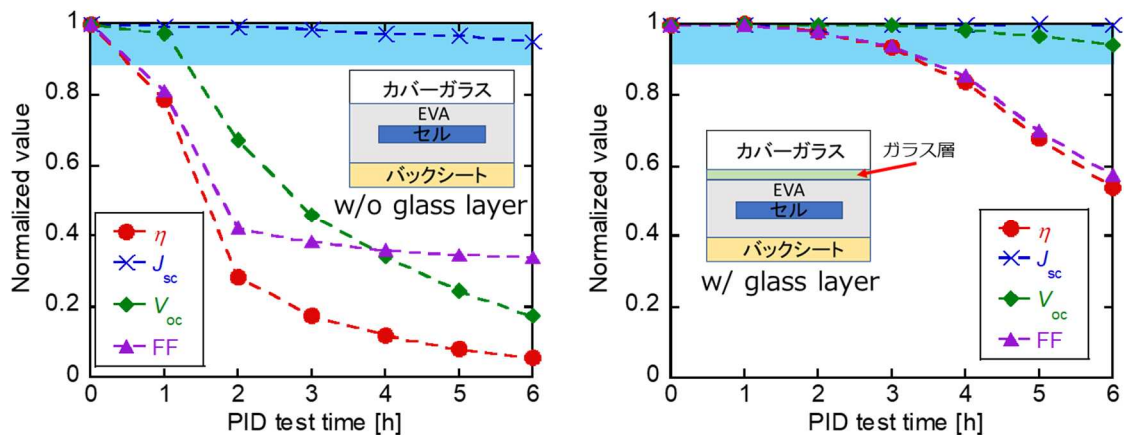 Normalized value
1
0.8
0.6
0.4
0.2
0
0 1 2 3 4 5 6
PID test time [h]
カバーガラス
EVA
セル
バックシート
w/o glass layer
η
Jsc
Voc
FF
Normalized value
1
0.8
0.6
0.4
0.2
0
0 1 2 3 4 5 6
PID test time [h]
カバーガラス
ガラス層
EVA
セル
バックシート
w/ glass layer
η
Jsc
Voc
FF